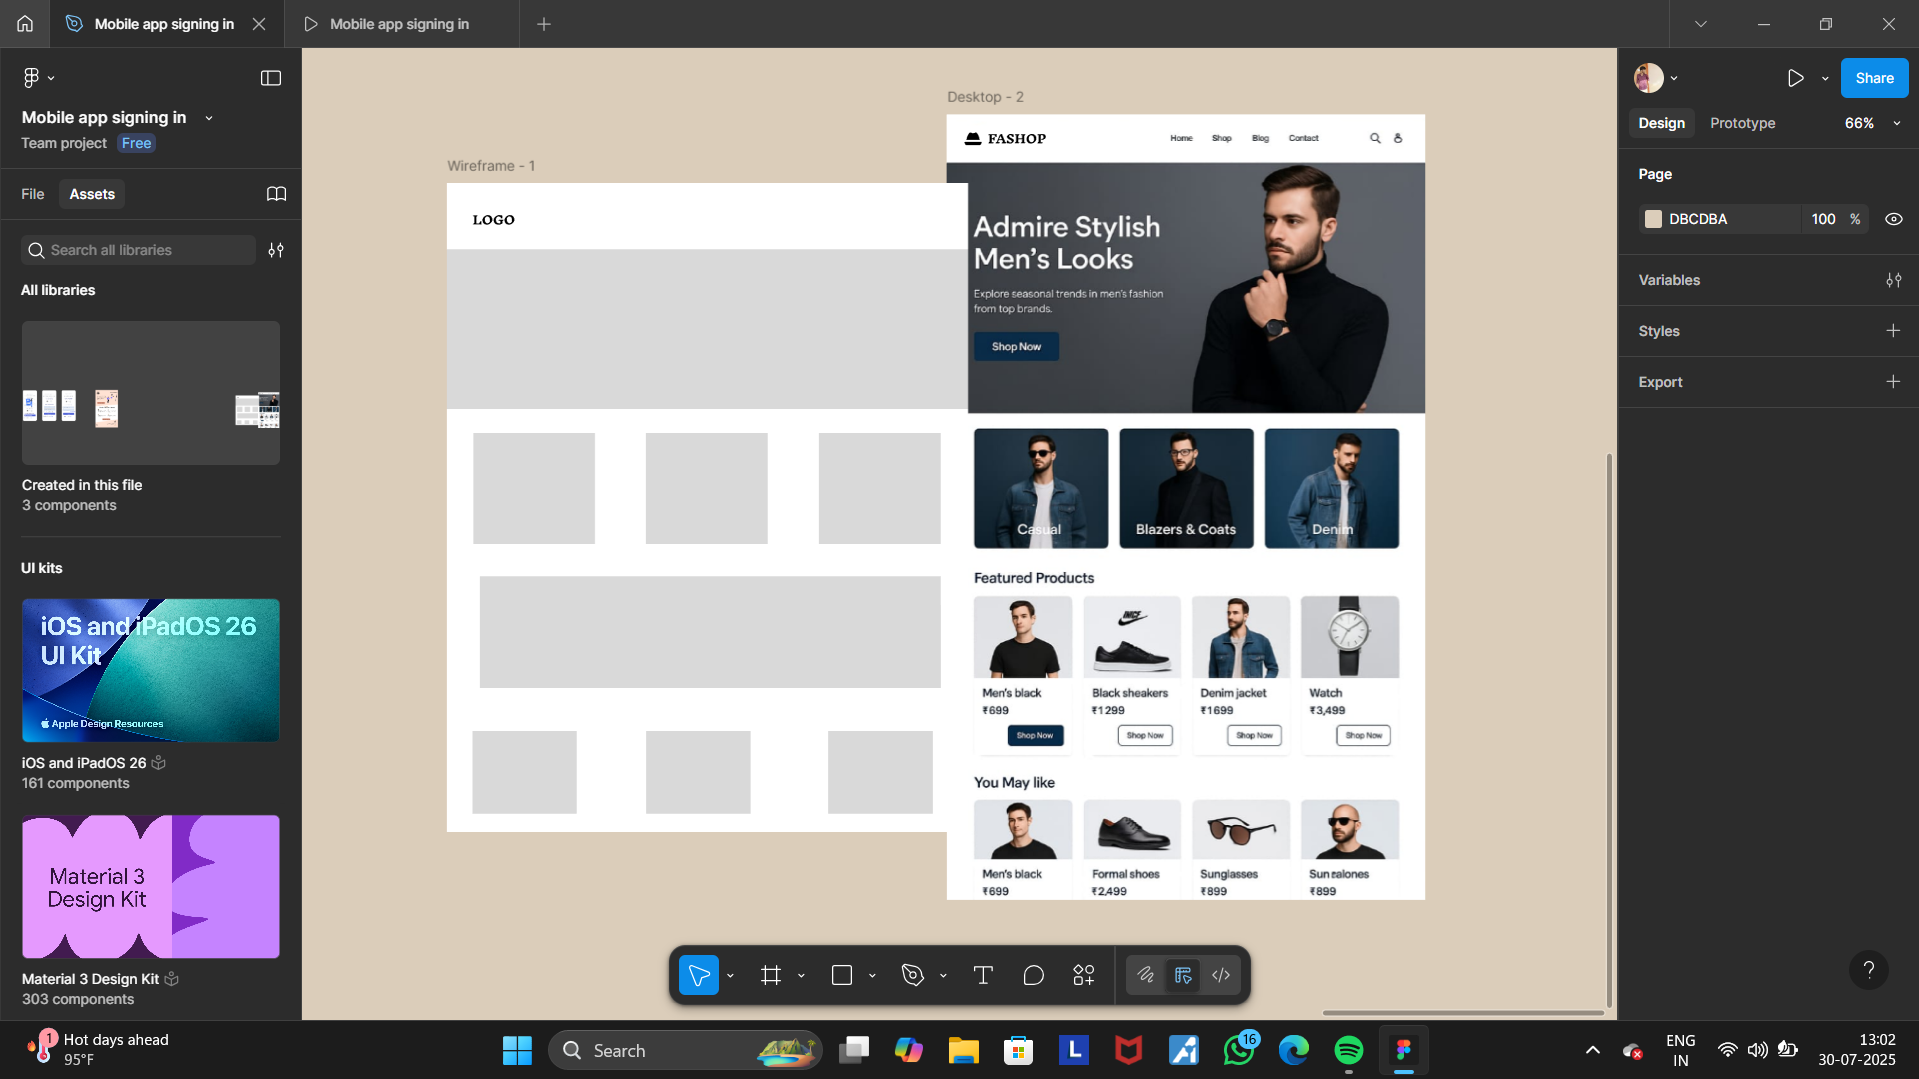 Mobile app signing in
Mobile app signing in
Mobile app signing in
Team project Free
File Assets
Search all libraries
All libraries
Created in this file
3 components
UI kits
iOS and iPadOS 26
UI Kit
Apple Design Resources
iOS and iPadOS 26
161 components
Material 3
Design Kit
Material 3 Design Kit
303 components
Wireframe - 1
LOGO
Desktop - 2
FASHOP
Home Shop Blog Contact
Admire Stylish
Men's Looks
Explore seasonal trends in men's fashion
from top brands.
Shop Now
Casual Blazers & Coats Denim
Featured Products
Men's black Black sheakers Denim jacket Watch
₹699 ₹1299 ₹1699 ₹3,499
Shop Now Shop Now Shop Now Shop Now
You May like
Men's black Formal shoes Sunglasses
₹699 ₹2,499 ₹899 ₹899
Share
Design Prototype 66%
Page
DBCDBA 100 %
Variables
Styles
Export
?
1 Hot days ahead
95°F
Search
L
16
ENG
IN
13:02
30-07-2025